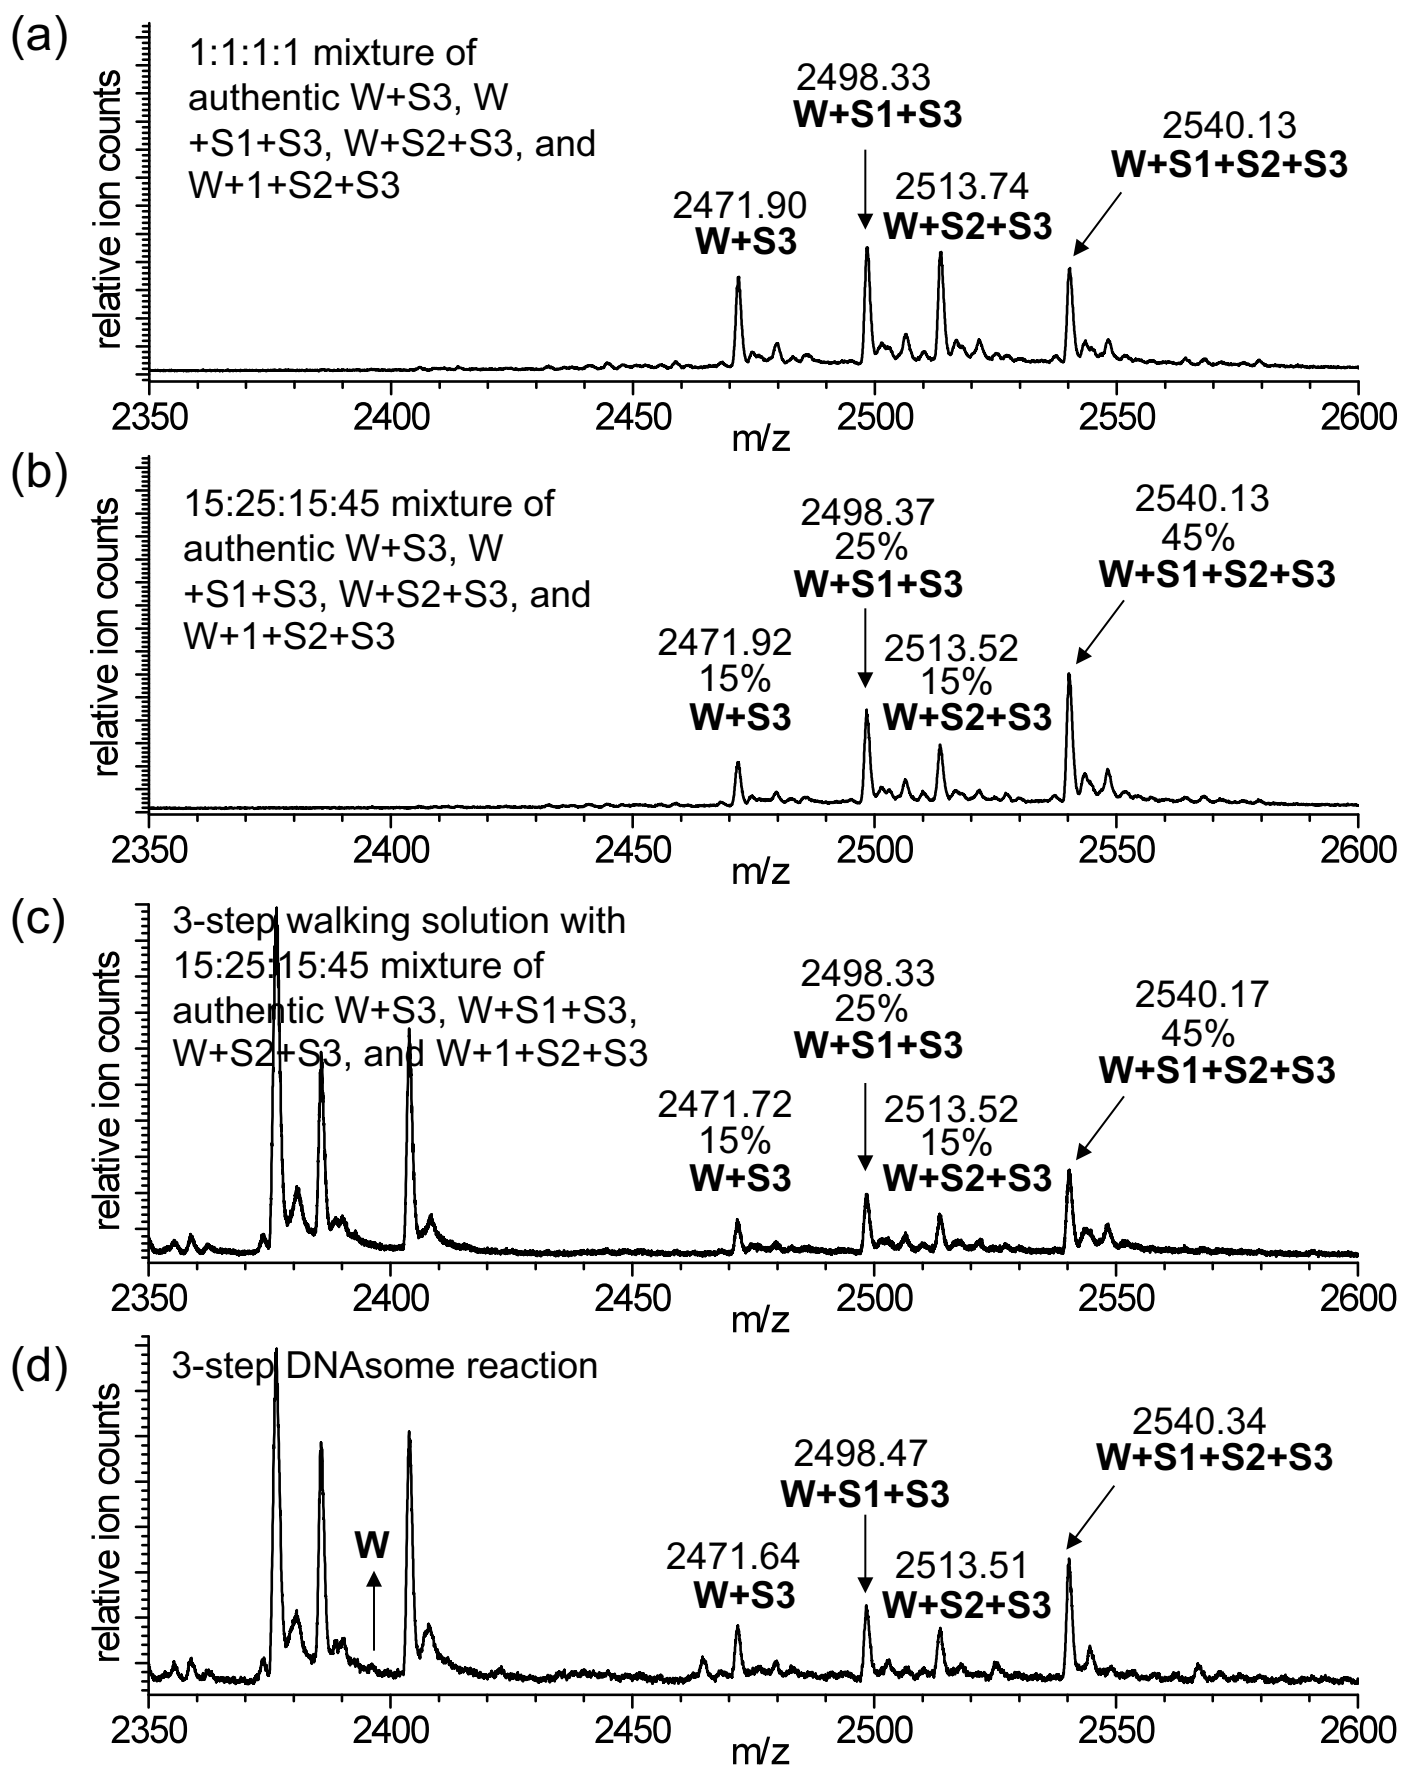 (a)
1:1:1:1 mixture of
authentic W+S3, W
+S1+S3, W+S2+S3, and
W+1+S2+S3
2498.33
W+S1+S3
2540.13
W+S1+S2+S3
2471.90
W+S3
2513.74
W+S2+S3
relative ion counts
2350 2400 2450 2500 2550 2600
m/z
(b)
15:25:15:45 mixture of
authentic W+S3, W
+S1+S3, W+S2+S3, and
W+1+S2+S3
2498.37
25%
W+S1+S3
2540.13
45%
W+S1+S2+S3
2471.92
15%
W+S3
2513.52
15%
W+S2+S3
relative ion counts
2350 2400 2450 2500 2550 2600
m/z
(c)
3-step walking solution with
15:25:15:45 mixture of
authentic W+S3, W+S1+S3,
W+S2+S3, and W+1+S2+S3
2498.33
25%
W+S1+S3
2540.17
45%
W+S1+S2+S3
2471.72
15%
W+S3
2513.52
15%
W+S2+S3
relative ion counts
2350 2400 2450 2500 2550 2600
m/z
(d)
3-step DNAsome reaction
W
2498.47
W+S1+S3
2540.34
W+S1+S2+S3
2471.64
W+S3
2513.51
W+S2+S3
relative ion counts
2350 2400 2450 2500 2550 2600
m/z